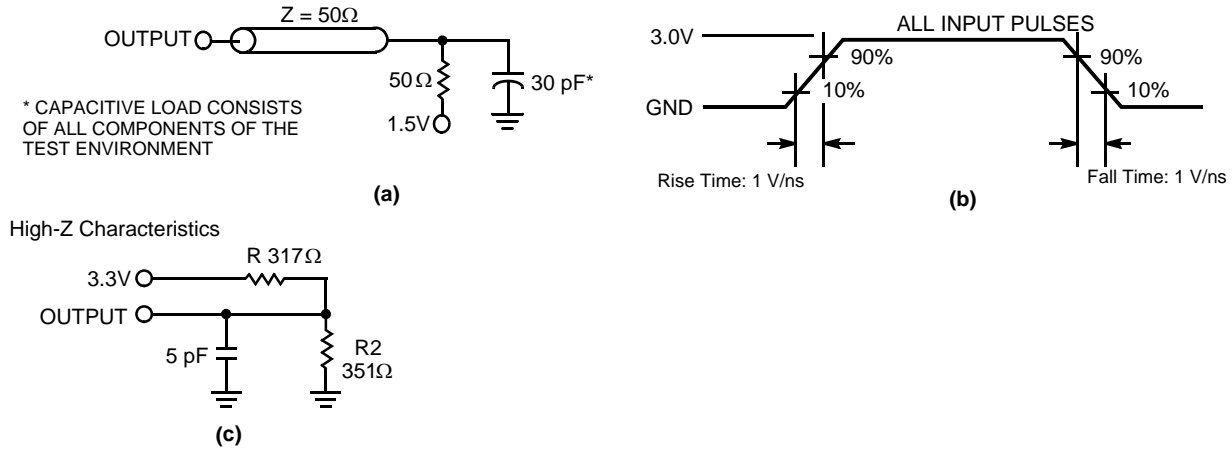 Z = 50Ω
OUTPUT
50Ω
30 pF*
1.5V
* CAPACITIVE LOAD CONSISTS
OF ALL COMPONENTS OF THE
TEST ENVIRONMENT
(a)
ALL INPUT PULSES
3.0V
90%
90%
10%
10%
GND
Rise Time: 1 V/ns
Fall Time: 1 V/ns
(b)
High-Z Characteristics
R 317Ω
3.3V
OUTPUT
5 pF
R2
351Ω
(c)